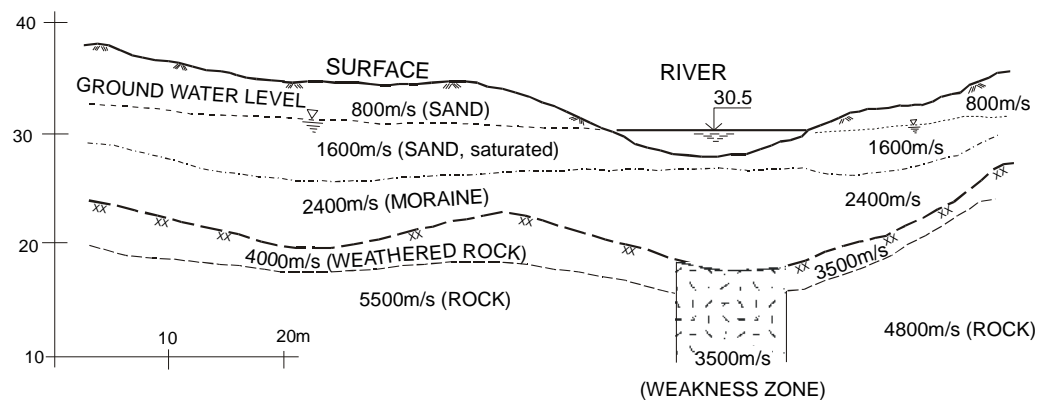 40
SURFACE
RIVER
GROUND WATER LEVEL
800m/s (SAND)
30.5
800m/s
30
1600m/s (SAND, saturated)
1600m/s
2400m/s (MORAINE)
2400m/s
20
4000m/s (WEATHERED ROCK)
3500m/s
5500m/s (ROCK)
10
20m
4800m/s (ROCK)
10
3500m/s
(WEAKNESS ZONE)